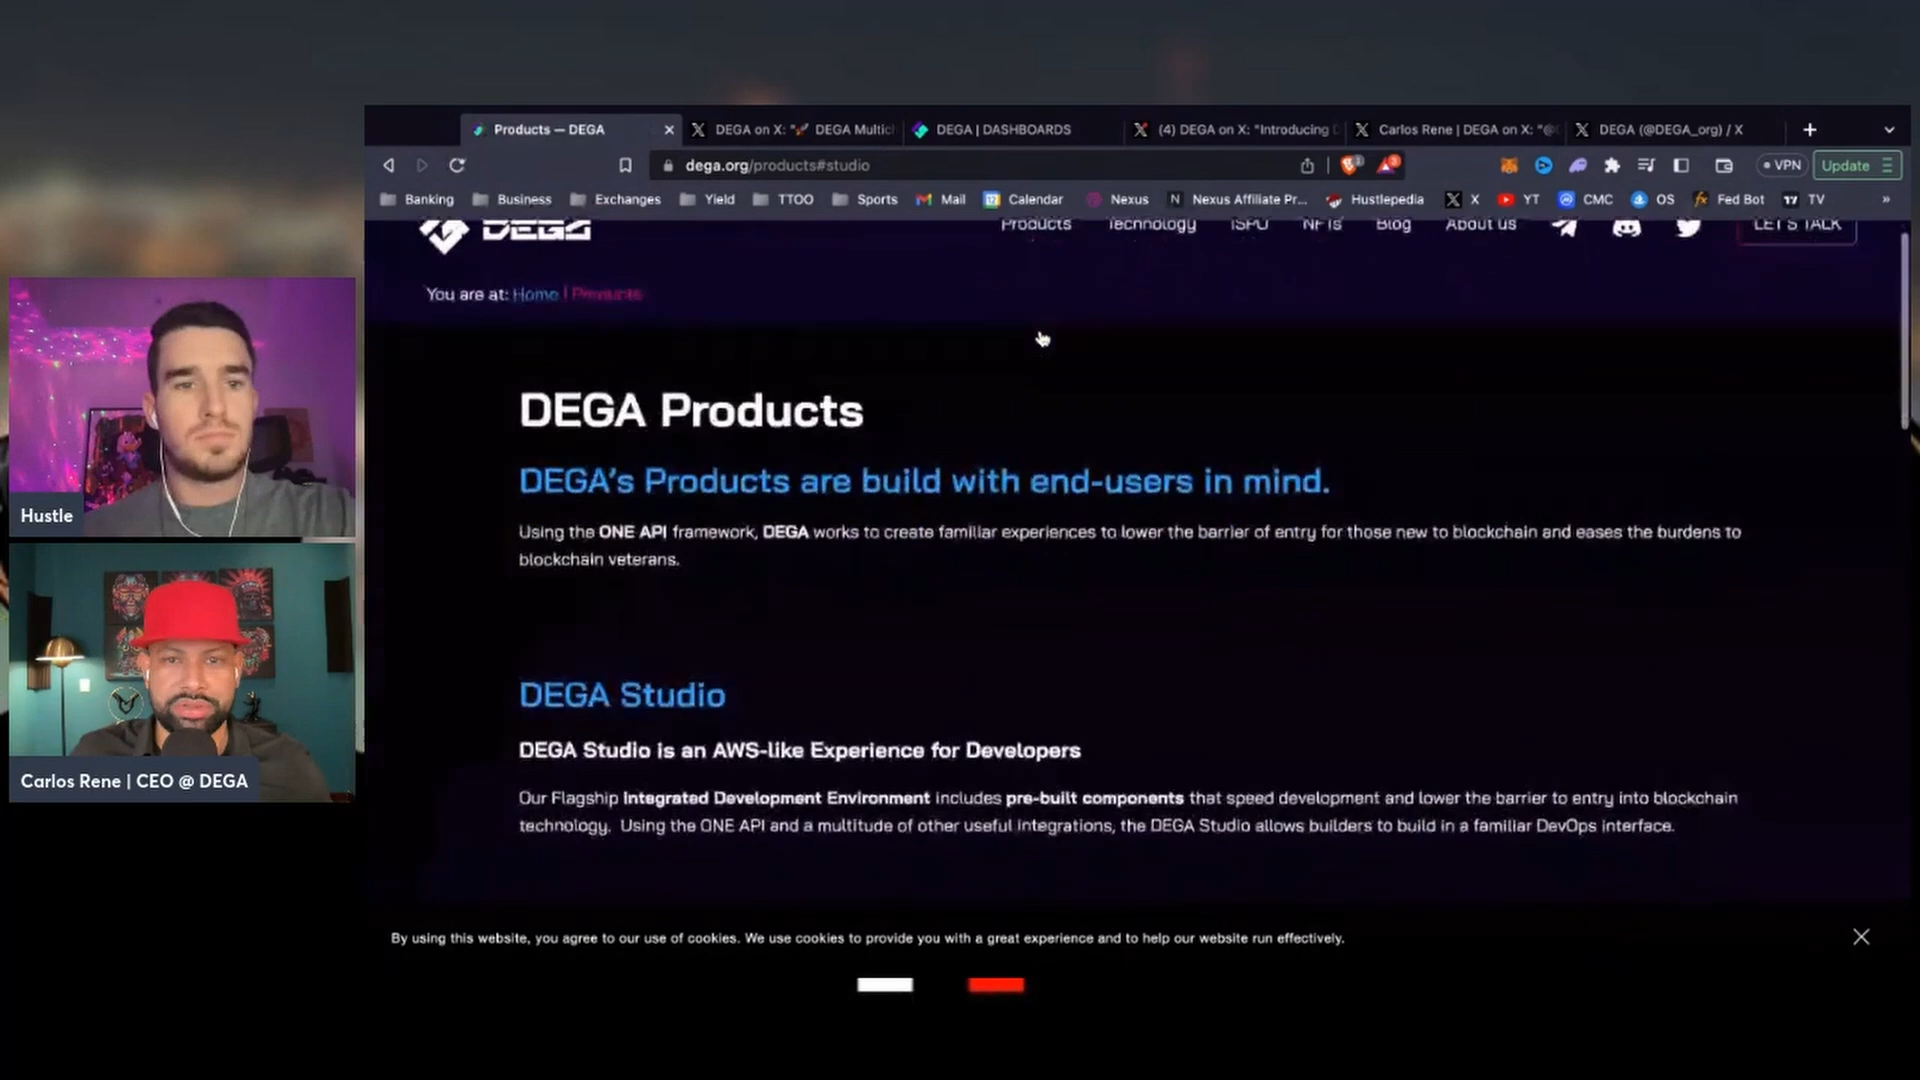 Products — DEGA
DEGA on X: "🚀 DEGA Multicl
DEGA | DASHBOARDS
(4) DEGA on X: "Introducing D
Carlos Rene | DEGA on X: "@
DEGA (@DEGA_org) / X
dega.org/products#studio
VPN
Update
Banking
Business
Exchanges
Yield
TTOO
Sports
Mail
Calendar
Nexus
Nexus Affiliate Pr...
Hustlepedia
X
YT
CMC
OS
Fed Bot
TV
»
DEGA
Products
Technology
ISPO
NFTs
Blog
About us
LET'S TALK
You are at: Home | Products
DEGA Products
DEGA's Products are build with end-users in mind.
Using the ONE API framework, DEGA works to create familiar experiences to lower the barrier of entry for those new to blockchain and eases the burdens to
blockchain veterans.
DEGA Studio
DEGA Studio is an AWS-like Experience for Developers
Our Flagship Integrated Development Environment includes pre-built components that speed development and lower the barrier to entry into blockchain
technology. Using the ONE API and a multitude of other useful integrations, the DEGA Studio allows builders to build in a familiar DevOps interface.
By using this website, you agree to our use of cookies. We use cookies to provide you with a great experience and to help our website run effectively.
Hustle
Carlos Rene | CEO @ DEGA